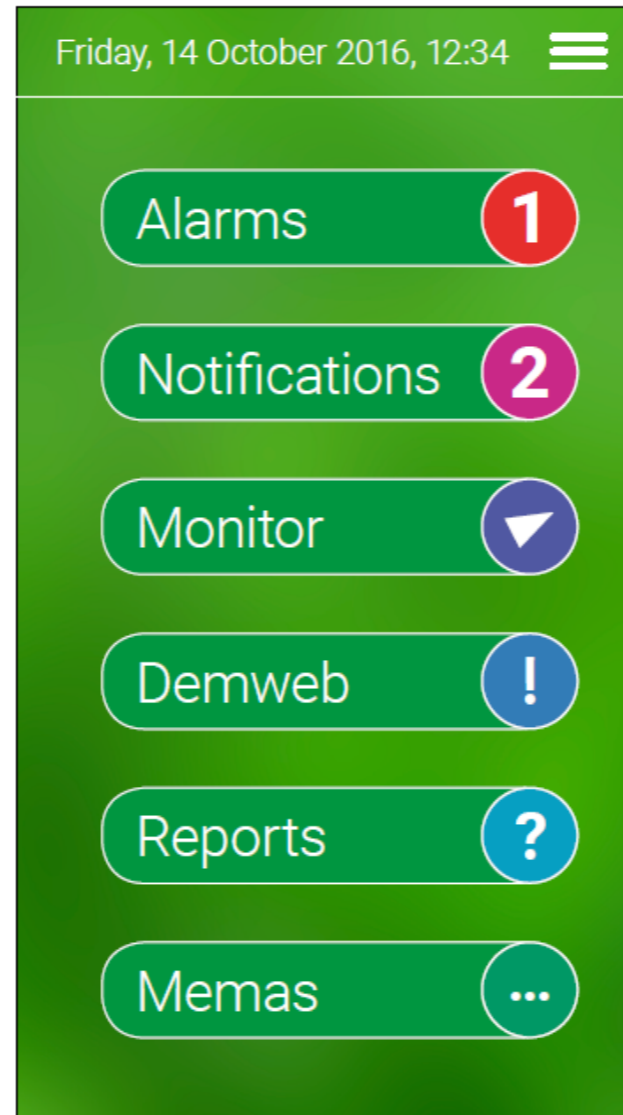 Friday, 14 October 2016, 12:34
Alarms 1
Notifications 2
Monitor
Demweb !
Reports ?
Memas ...